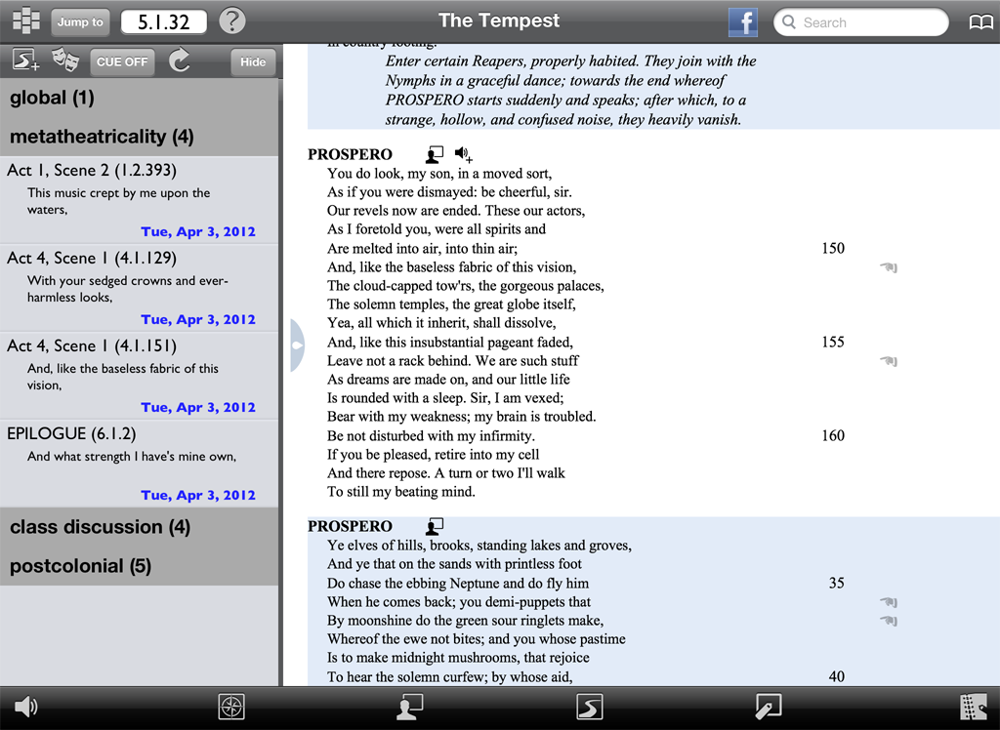 Jump to
5.1.32
?
The Tempest
f
Search
CUE OFF
Hide
global (1)
metatheatricality (4)
Act 1, Scene 2 (1.2.393)
This music crept by me upon the
waters,
Tue, Apr 3, 2012
Act 4, Scene 1 (4.1.129)
With your sedged crowns and ever-
harmless looks,
Tue, Apr 3, 2012
Act 4, Scene 1 (4.1.151)
And, like the baseless fabric of this
vision,
Tue, Apr 3, 2012
EPILOGUE (6.1.2)
And what strength I have's mine own,
Tue, Apr 3, 2012
class discussion (4)
postcolonial (5)
in country footing.
Enter certain Reapers, properly habited. They join with the
Nymphs in a graceful dance; towards the end whereof
PROSPERO starts suddenly and speaks; after which, to a
strange, hollow, and confused noise, they heavily vanish.
PROSPERO
You do look, my son, in a moved sort,
As if you were dismayed: be cheerful, sir.
Our revels now are ended. These our actors,
As I foretold you, were all spirits and
Are melted into air, into thin air; 150
And, like the baseless fabric of this vision,
The cloud-capped tow'rs, the gorgeous palaces,
The solemn temples, the great globe itself,
Yea, all which it inherit, shall dissolve,
And, like this insubstantial pageant faded, 155
Leave not a rack behind. We are such stuff
As dreams are made on, and our little life
Is rounded with a sleep. Sir, I am vexed;
Bear with my weakness; my brain is troubled.
Be not disturbed with my infirmity. 160
If you be pleased, retire into my cell
And there repose. A turn or two I'll walk
To still my beating mind.
PROSPERO
Ye elves of hills, brooks, standing lakes and groves,
And ye that on the sands with printless foot
Do chase the ebbing Neptune and do fly him 35
When he comes back; you demi-puppets that
By moonshine do the green sour ringlets make,
Whereof the ewe not bites; and you whose pastime
Is to make midnight mushrooms, that rejoice
To hear the solemn curfew; by whose aid, 40